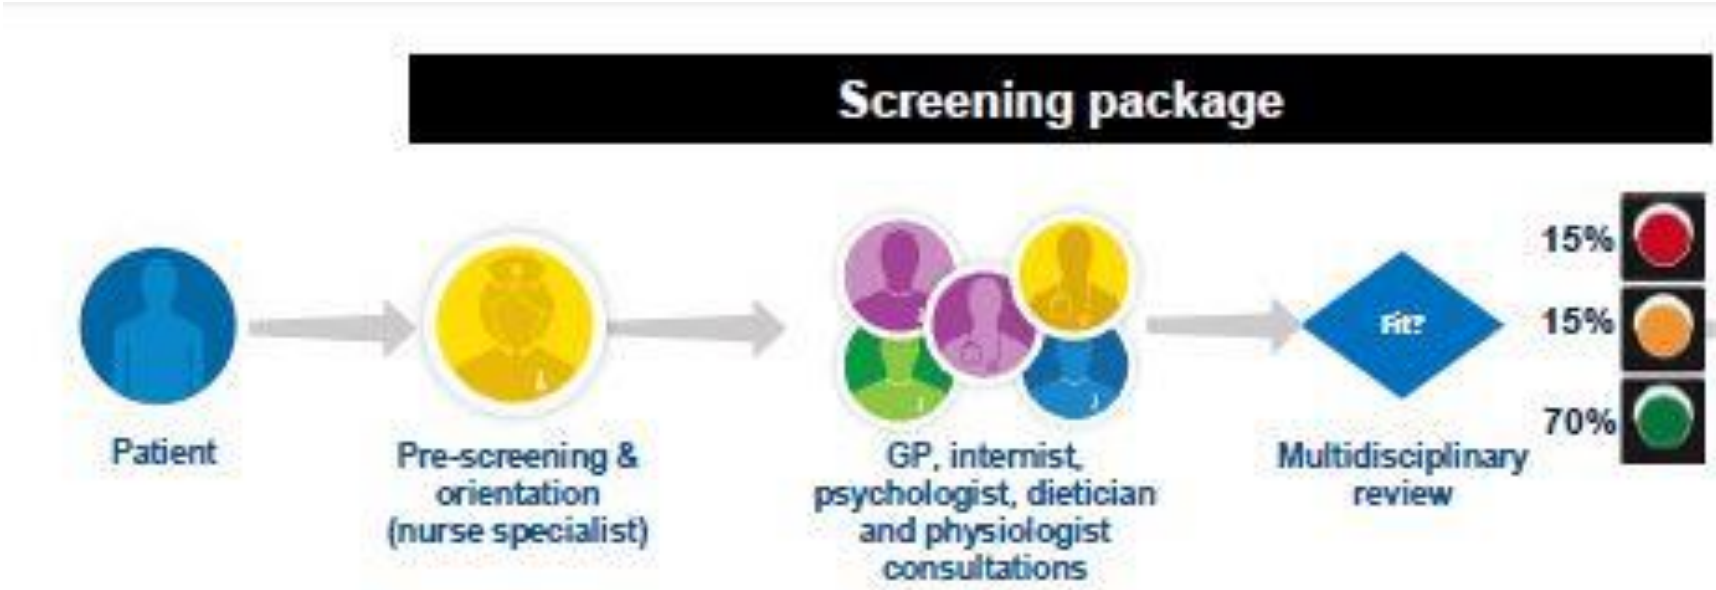 Screening package
Patient
Pre-screening &
orientation
(nurse specialist)
GP, internist,
psychologist, dietician
and physiologist
consultations
Fit?
Multidisciplinary
review
15%
15%
70%